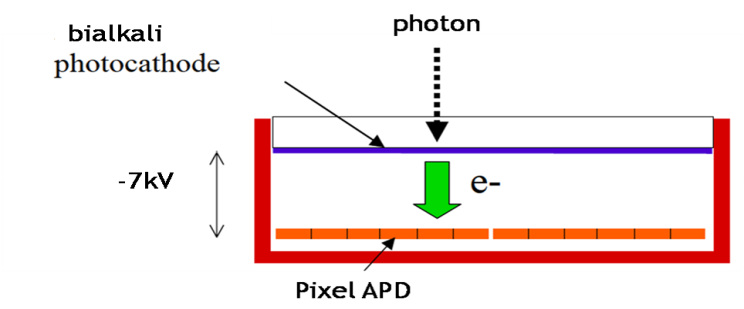 bialkali
photocathode
photon
-7kV
e-
Pixel APD